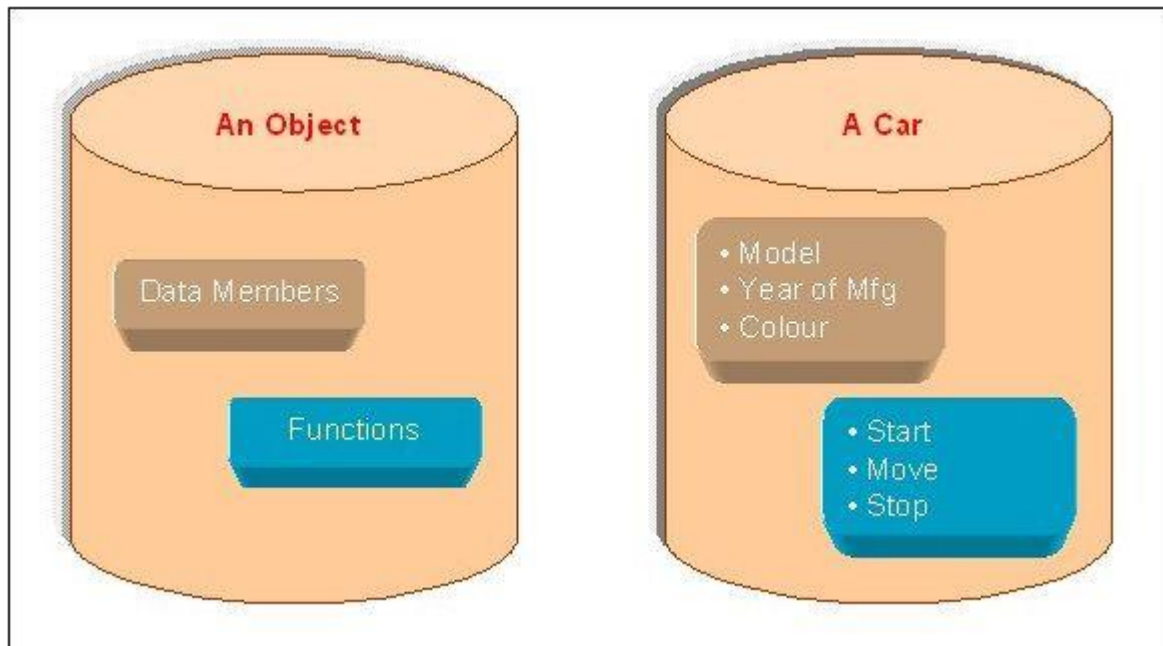 An Object
Data Members
Functions
A Car
• Model
• Year of Mfg
• Colour
• Start
• Move
• Stop